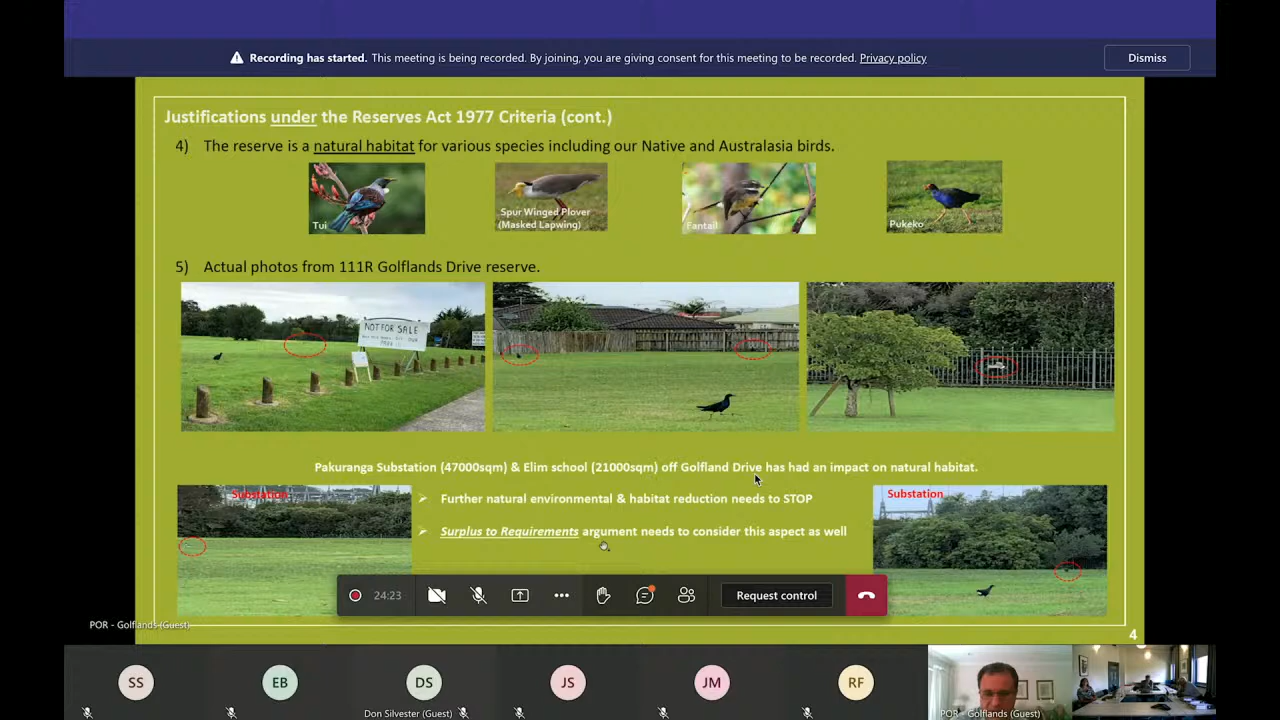 Recording has started. This meeting is being recorded. By joining, you are giving consent for this meeting to be recorded. Privacy policy
Dismiss
Justifications under the Reserves Act 1977 Criteria (cont.)
4) The reserve is a natural habitat for various species including our Native and Australasia birds.
Tui
Spur Winged Plover
(Masked Lapwing)
Fantail
Pukeko
5) Actual photos from 111R Golflands Drive reserve.
NOT FOR SALE
Pakuranga Substation (47000sqm) & Elim school (21000sqm) off Golfland Drive has had an impact on natural habitat.
Substation
➢ Further natural environmental & habitat reduction needs to STOP
➢ Surplus to Requirements argument needs to consider this aspect as well
Substation
24:23
Request control
POR - Golflands (Guest)
4
SS
EB
DS
JS
JM
RF
Don Silvester (Guest)
POR - Golflands (Guest)